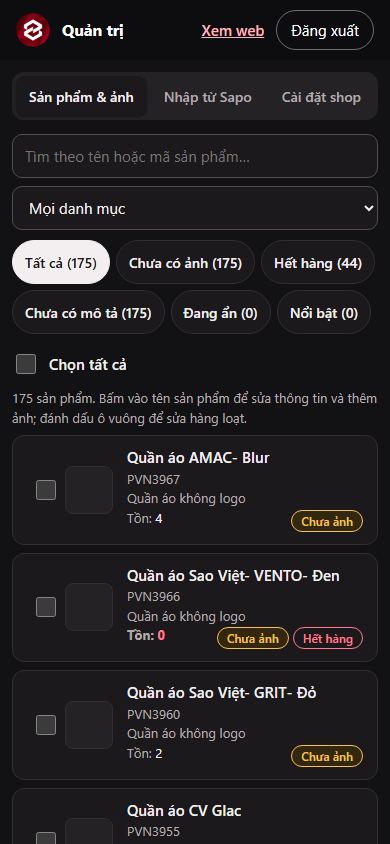 Quản trị
Xem web
Đăng xuất
Sản phẩm & ảnh
Nhập từ Sapo
Cài đặt shop
Tìm theo tên hoặc mã sản phẩm...
Mọi danh mục
Tất cả (175)
Chưa có ảnh (175)
Hết hàng (44)
Chưa có mô tả (175)
Đang ẩn (0)
Nổi bật (0)
Chọn tất cả
175 sản phẩm. Bấm vào tên sản phẩm để sửa thông tin và thêm
ảnh; đánh dấu ô vuông để sửa hàng loạt.
Quần áo AMAC- Blur
PVN3967
Quần áo không logo
Tồn: 4
Chưa ảnh
Quần áo Sao Việt- VENTO- Đen
PVN3966
Quần áo không logo
Tồn: 0
Chưa ảnh
Hết hàng
Quần áo Sao Việt- GRIT- Đỏ
PVN3960
Quần áo không logo
Tồn: 2
Chưa ảnh
Quần áo CV Glac
PVN3955